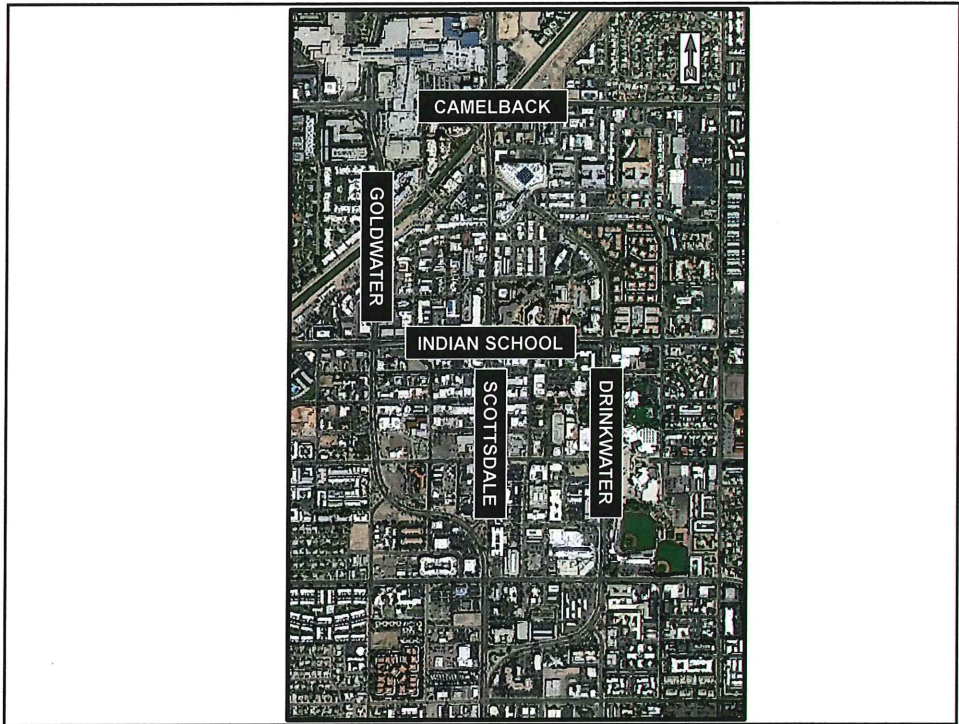 N
CAMELBACK
GOLDWATER
INDIAN SCHOOL
SCOTTSDALE
DRINKWATER